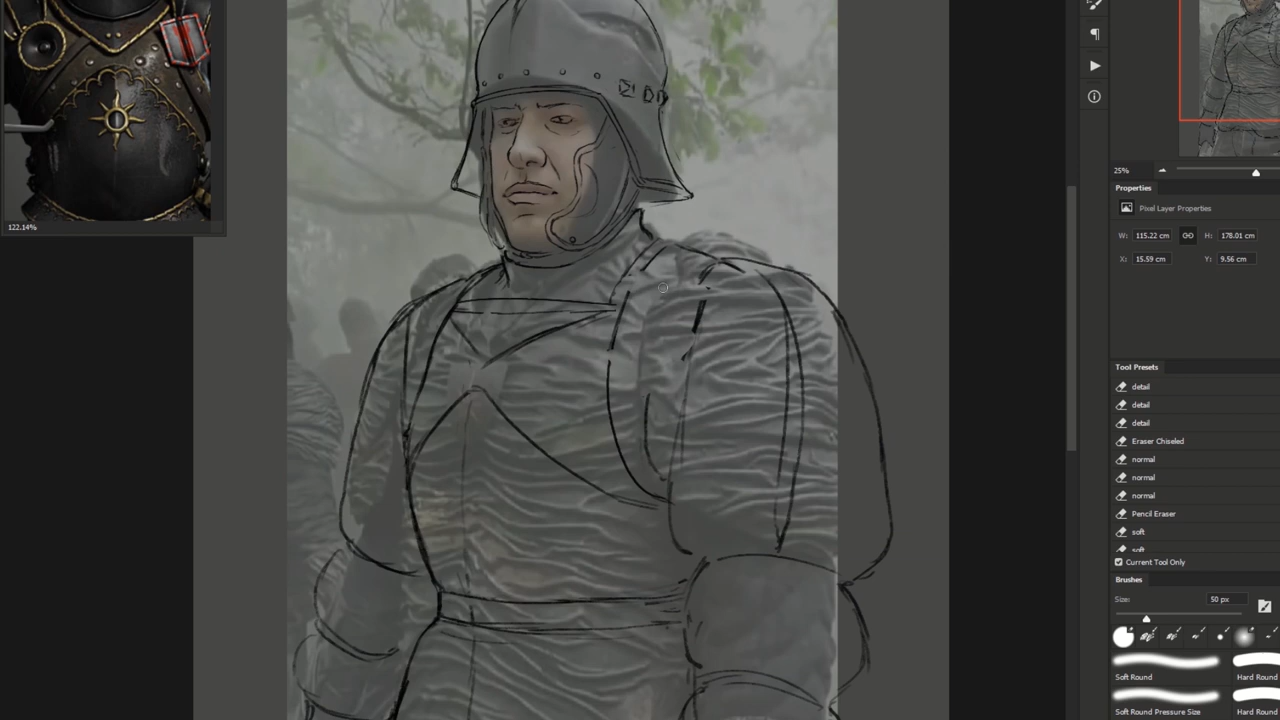 122.14%
25%
Properties
Pixel Layer Properties
W: 115.22 cm H: 178.01 cm
X: 15.59 cm Y: 9.56 cm
Tool Presets
detail
detail
detail
Eraser Chiseled
normal
normal
normal
Pencil Eraser
soft
soft
Current Tool Only
Brushes
Size: 50 px
Soft Round Hard Round
Soft Round Pressure Size Hard Round